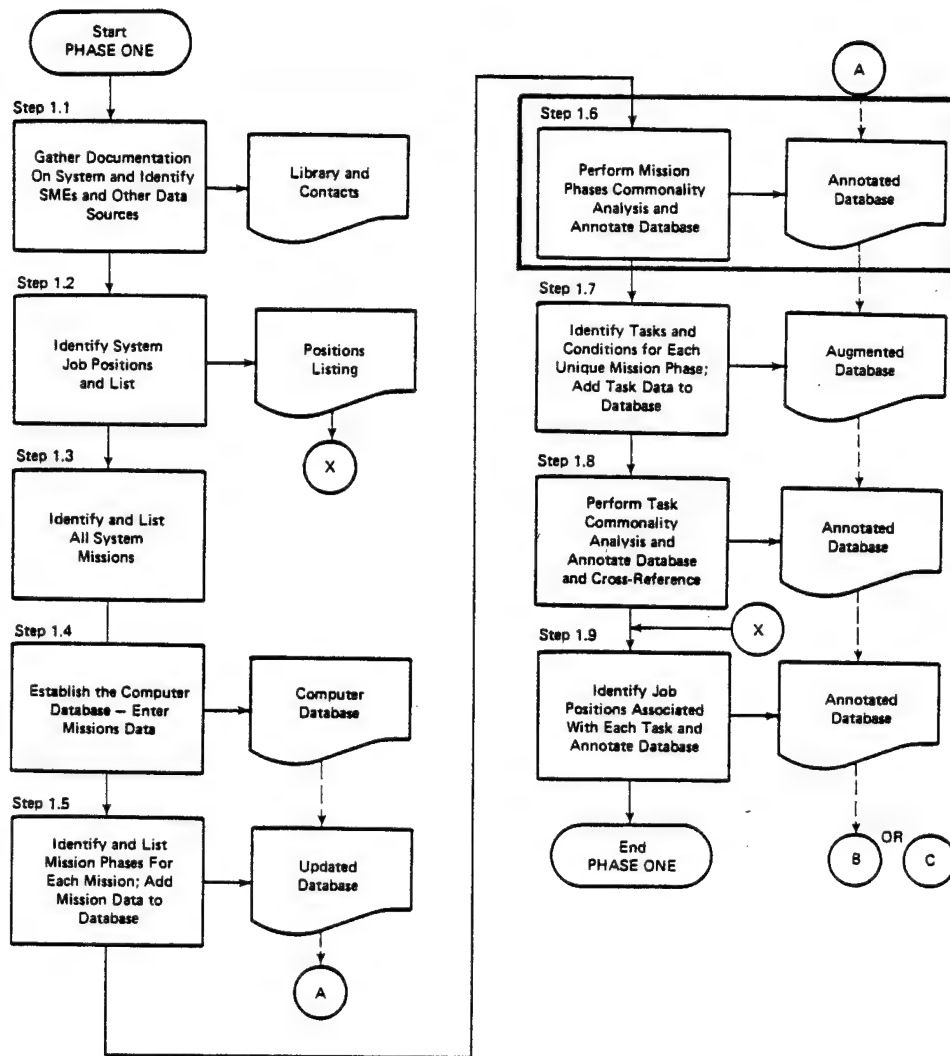 Start
PHASE ONE
Step 1.1
Gather Documentation
On System and Identify
SMEs and Other Data
Sources
Library and
Contacts
Step 1.2
Identify System
Job Positions
and List
Positions
Listing
X
Step 1.3
Identify and List
All System
Missions
Step 1.4
Establish the Computer
Database — Enter
Missions Data
Computer
Database
Step 1.5
Identify and List
Mission Phases For
Each Mission; Add
Mission Data to
Database
Updated
Database
A
A
Step 1.6
Perform Mission
Phases Commonality
Analysis and
Annotate Database
Annotated
Database
Step 1.7
Identify Tasks and
Conditions for Each
Unique Mission Phase;
Add Task Data to
Database
Augmented
Database
Step 1.8
Perform Task
Commonality
Analysis and
Annotate Database
and Cross-Reference
Annotated
Database
X
Step 1.9
Identify Job
Positions Associated
With Each Task and
Annotate Database
Annotated
Database
End
PHASE ONE
B
OR
C